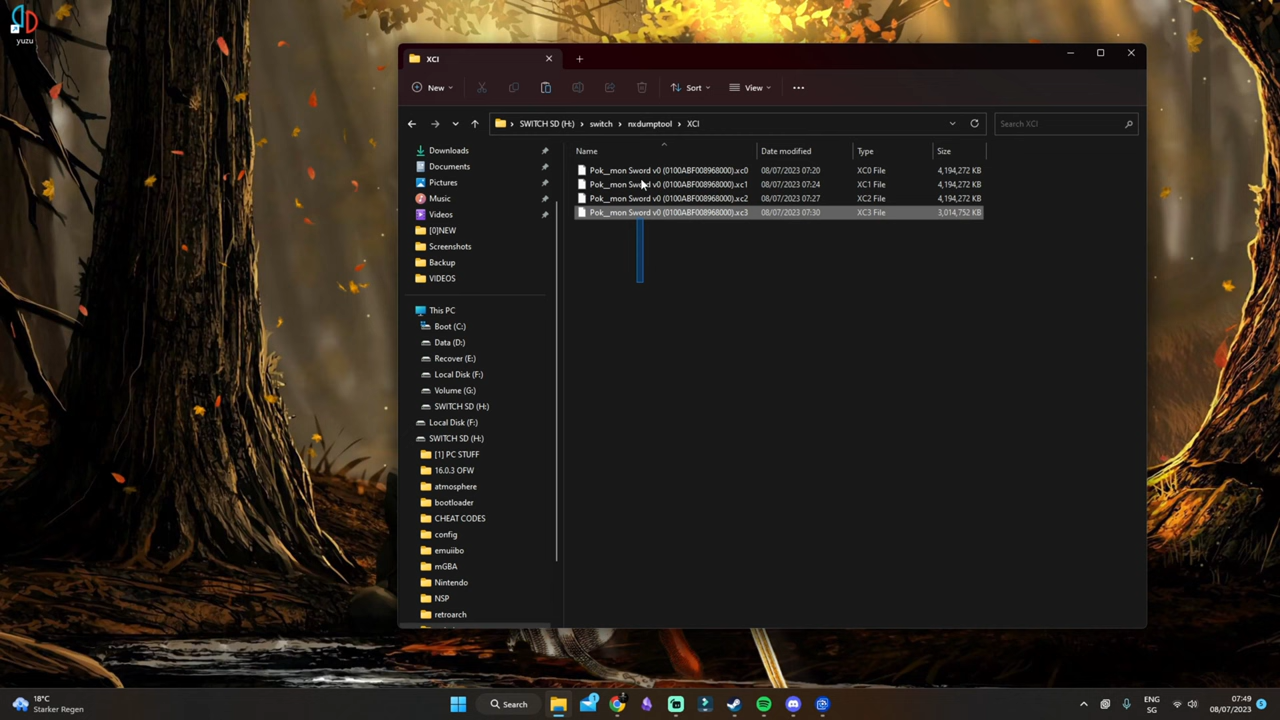 yuzu
XCI
New
Sort
View
SWITCH SD (H:) > switch > nxdumptool > XCI
Search XCI
Name Date modified Type Size
Pok__mon Sword v0 (0100ABF008968000).xc0 08/07/2023 07:20 XC0 File 4,194,272 KB
Pok__mon Sword v0 (0100ABF008968000).xc1 08/07/2023 07:24 XC1 File 4,194,272 KB
Pok__mon Sword v0 (0100ABF008968000).xc2 08/07/2023 07:27 XC2 File 4,194,272 KB
Pok__mon Sword v0 (0100ABF008968000).xc3 08/07/2023 07:30 XC3 File 3,014,752 KB
Downloads
Documents
Pictures
Music
Videos
[0]NEW
Screenshots
Backup
VIDEOS
This PC
Boot (C:)
Data (D:)
Recover (E:)
Local Disk (F:)
Volume (G:)
SWITCH SD (H:)
Local Disk (F:)
SWITCH SD (H:)
[1] PC STUFF
16.0.3 OFW
atmosphere
bootloader
CHEAT CODES
config
emuiibo
mGBA
Nintendo
NSP
retroarch
18°C
Starker Regen
Search
ENG
SG
07:49
08/07/2023